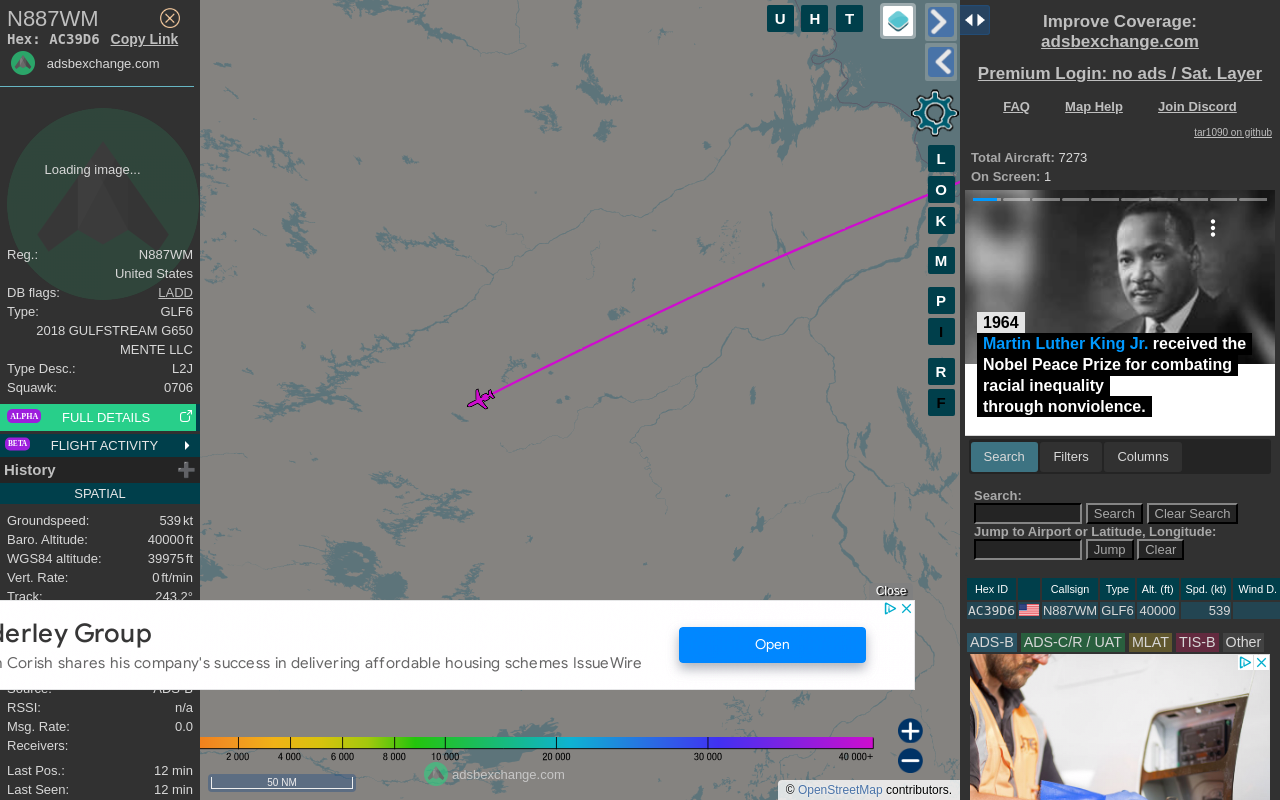 N887WM
Hex: AC39D6 Copy Link
adsbexchange.com
Loading image...
Reg.: N887WM
United States
DB flags: LADD
Type: GLF6
2018 GULFSTREAM G650
MENTE LLC
Type Desc.: L2J
Squawk: 0706
ALPHA FULL DETAILS
BETA FLIGHT ACTIVITY
History
SPATIAL
Groundspeed: 539 kt
Baro. Altitude: 40000 ft
WGS84 altitude: 39975 ft
Vert. Rate: 0 ft/min
Track: 243.2°
Source: ADS-B
RSSI: n/a
Msg. Rate: 0.0
Receivers:
Last Pos.: 12 min
Last Seen: 12 min
U H T
L
O
K
M
P
I
R
F
Close
derley Group
n Corish shares his company's success in delivering affordable housing schemes IssueWire
Open
2 000 4 000 6 000 8 000 10 000 20 000 30 000 40 000+
adsbexchange.com
50 NM
© OpenStreetMap contributors.
Improve Coverage:
adsbexchange.com
Premium Login: no ads / Sat. Layer
FAQ Map Help Join Discord
tar1090 on github
Total Aircraft: 7273
On Screen: 1
1964
Martin Luther King Jr. received the
Nobel Peace Prize for combating
racial inequality
through nonviolence.
Search Filters Columns
Search:
Search Clear Search
Jump to Airport or Latitude, Longitude:
Jump Clear
Hex ID Callsign Type Alt. (ft) Spd. (kt) Wind D.
AC39D6 N887WM GLF6 40000 539
ADS-B ADS-C/R / UAT MLAT TIS-B Other